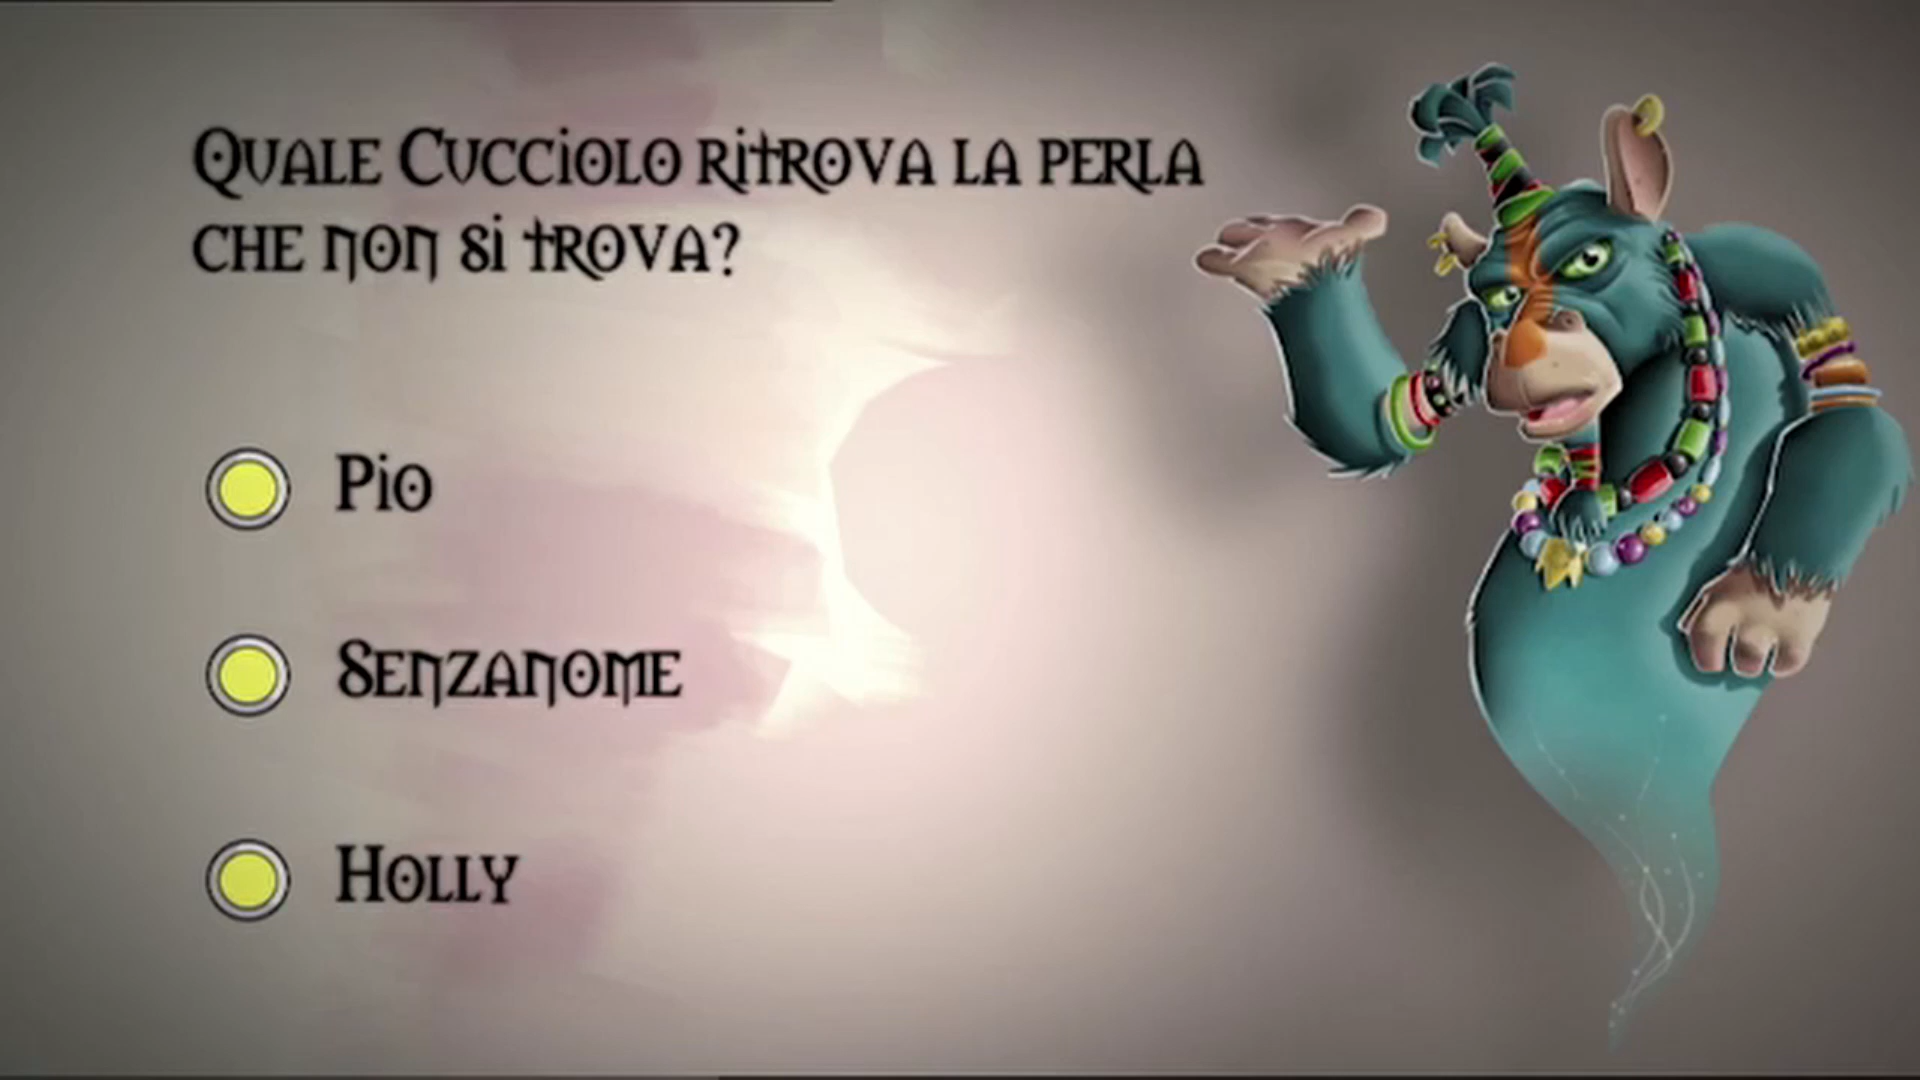 Quale Cucciolo ritrova la perla
che non si trova?
Pio
Senzanome
Holly